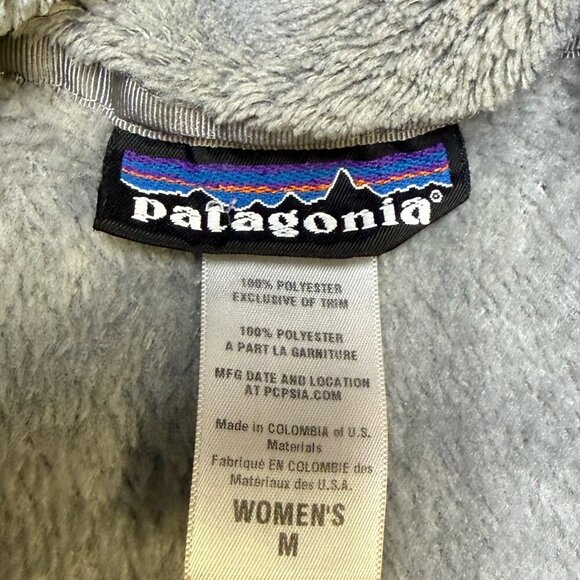 patagonia®
100% POLYESTER
EXCLUSIVE OF TRIM
100% POLYESTER
A PART LA GARNITURE
MFG DATE AND LOCATION
AT PCPSIA.COM
Made in COLOMBIA of U.S.
Materials
Fabriqué EN COLOMBIE des
Matériaux des U.S.A.
WOMEN'S
M